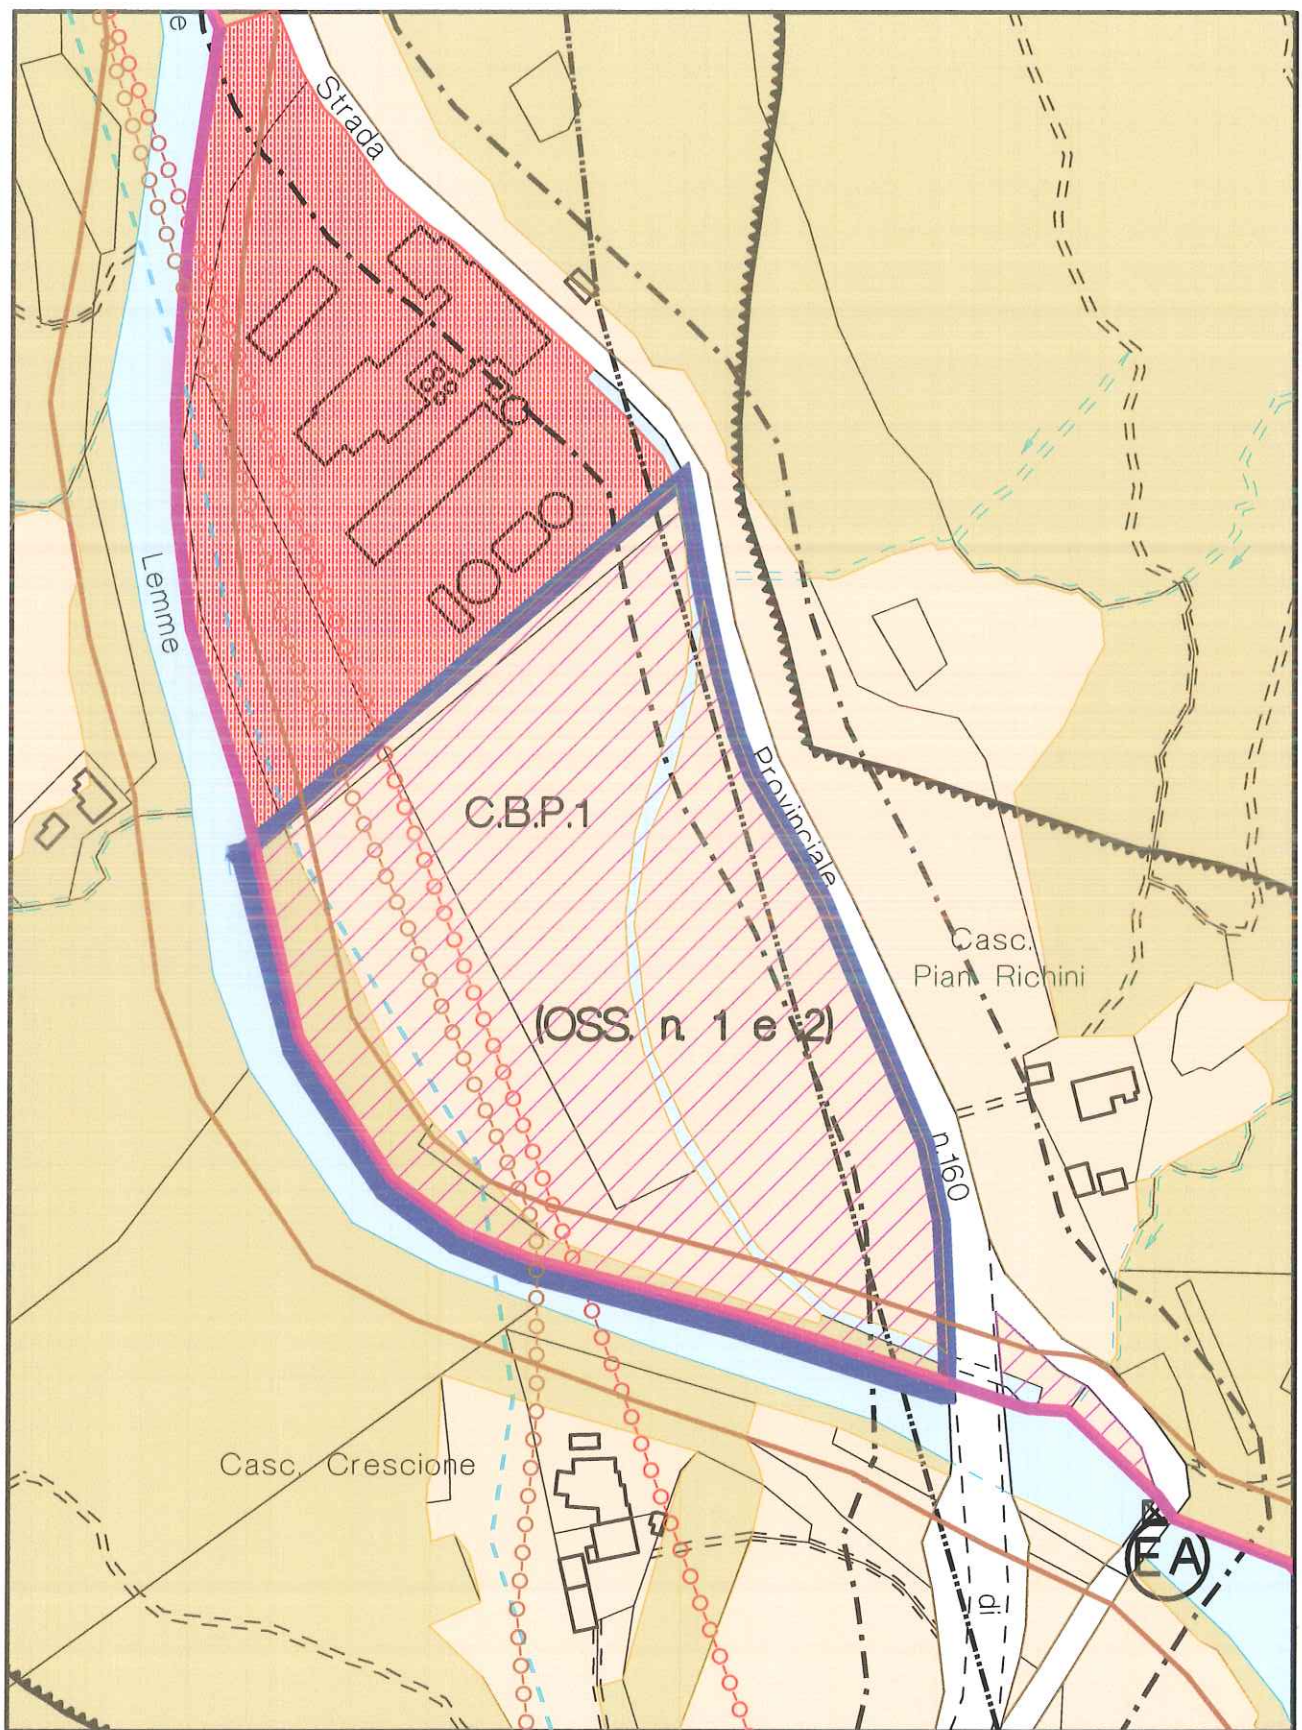 e
Strada
Lemme
Provinciale
C.B.P.1
Casc.
Pian Richini
(OSS. n. 1 e 2)
n.160
Casc. Crescione
EA
di